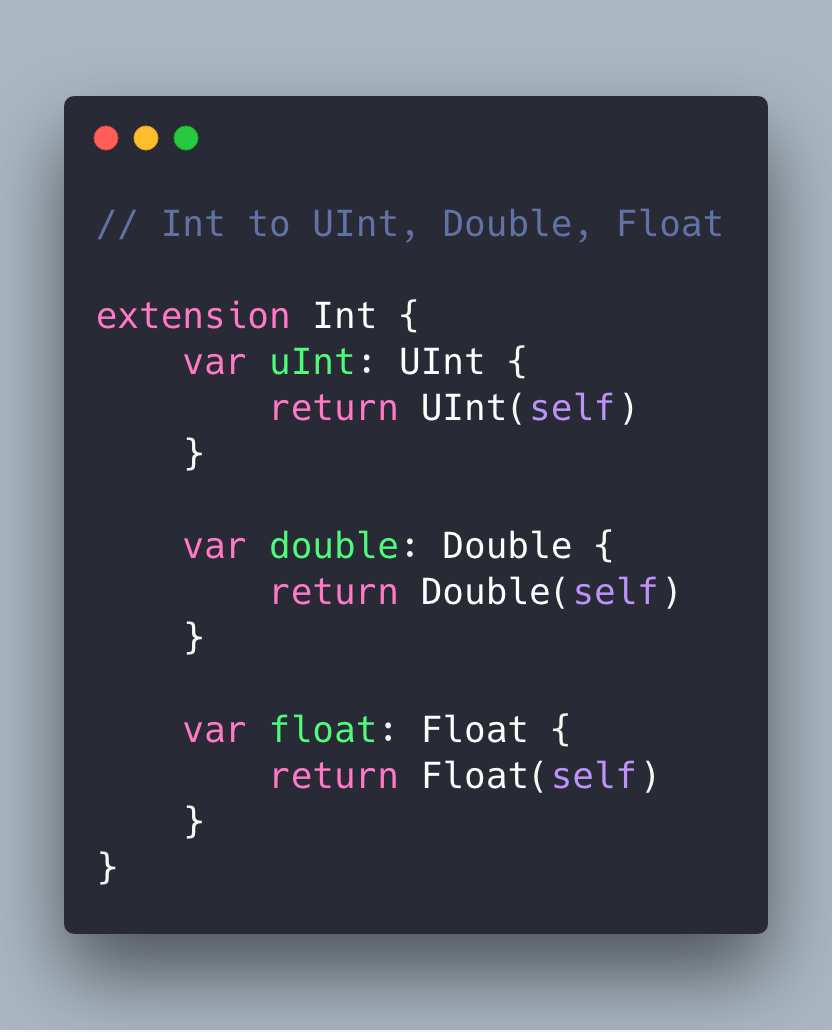 // Int to UInt, Double, Float
extension Int {
    var uInt: UInt {
        return UInt(self)
    }
    var double: Double {
        return Double(self)
    }
    var float: Float {
        return Float(self)
    }
}